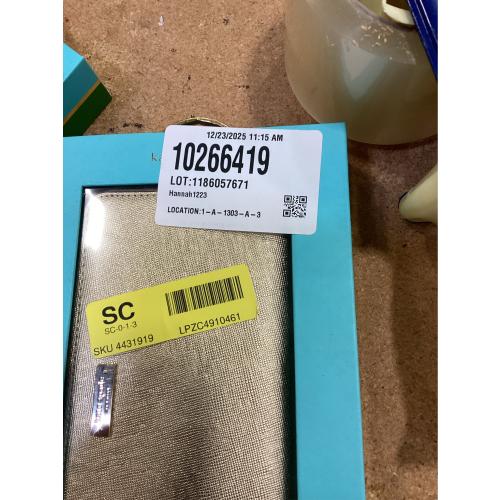 12/23/2025 11:15 AM
10266419
LOT:1186057671
Hannah1223
LOCATION:1-A-1303-A-3
SC
SC-0-1-3
SKU 4431919
LPZC4910461